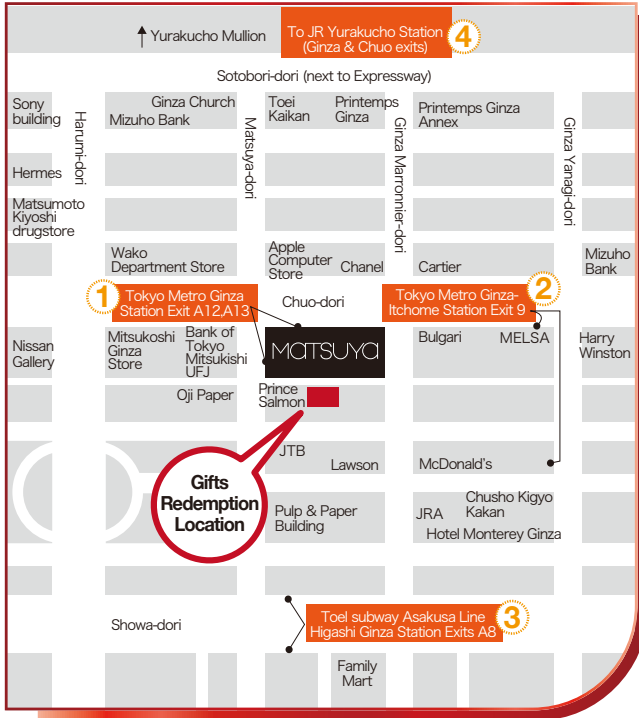 Yurakucho Mullion
To JR Yurakucho Station
(Ginza & Chuo exits)
4
Sotobori-dori (next to Expressway)
Sony
building
Harumi-dori
Ginza Church
Mizuho Bank
Matsuya-dori
Toei
Kaikan
Printemps
Ginza
Ginza Marronnier-dori
Printemps Ginza
Annex
Ginza Yanagi-dori
Hermes
Matsumoto
Kiyoshi
drugstore
Wako
Department Store
Apple
Computer
Store
Chanel
Cartier
Mizuho
Bank
1
Tokyo Metro Ginza
Station Exit A12,A13
Chuo-dori
Tokyo Metro Ginza-
Itchome Station Exit 9
2
Nissan
Gallery
Mitsukoshi
Ginza
Store
Bank of
Tokyo
Mitsukishi
UFJ
MATSUYA
Bulgari
MELSA
Harry
Winston
Oji Paper
Prince
Salmon
JTB
Lawson
McDonald's
Gifts
Redemption
Location
Pulp & Paper
Building
JRA
Chusho Kigyo
Kakan
Hotel Monterey Ginza
Showa-dori
Toel subway Asakusa Line
Higashi Ginza Station Exits A8
3
Family
Mart